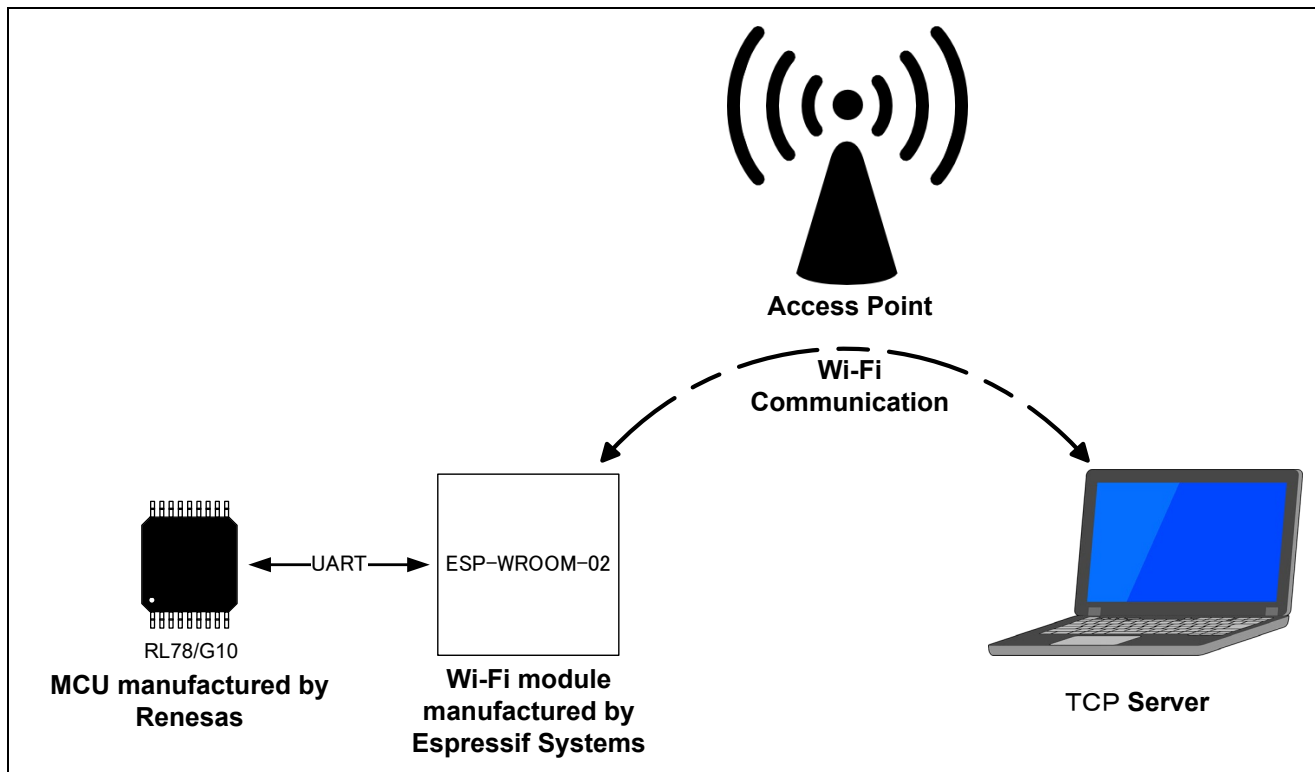 Access Point
Wi-Fi
Communication
UART
ESP-WROOM-02
RL78/G10
MCU manufactured by
Renesas
Wi-Fi module
manufactured by
Espressif Systems
TCP Server